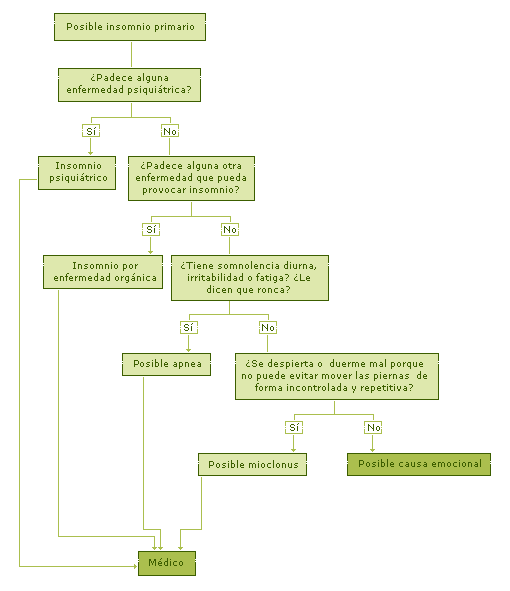 Posible insomnio primario
¿Padece alguna
enfermedad psiquiátrica?
Sí
No
Insomnio
psiquiátrico
¿Padece alguna otra
enfermedad que pueda
provocar insomnio?
Sí
No
Insomnio por
enfermedad orgánica
¿Tiene somnolencia diurna,
irritabilidad o fatiga? ¿Le
dicen que ronca?
Sí
No
Posible apnea
¿Se despierta o duerme mal porque
no puede evitar mover las piernas de
forma incontrolada y repetitiva?
Sí
No
Posible mioclonus
Posible causa emocional
Médico